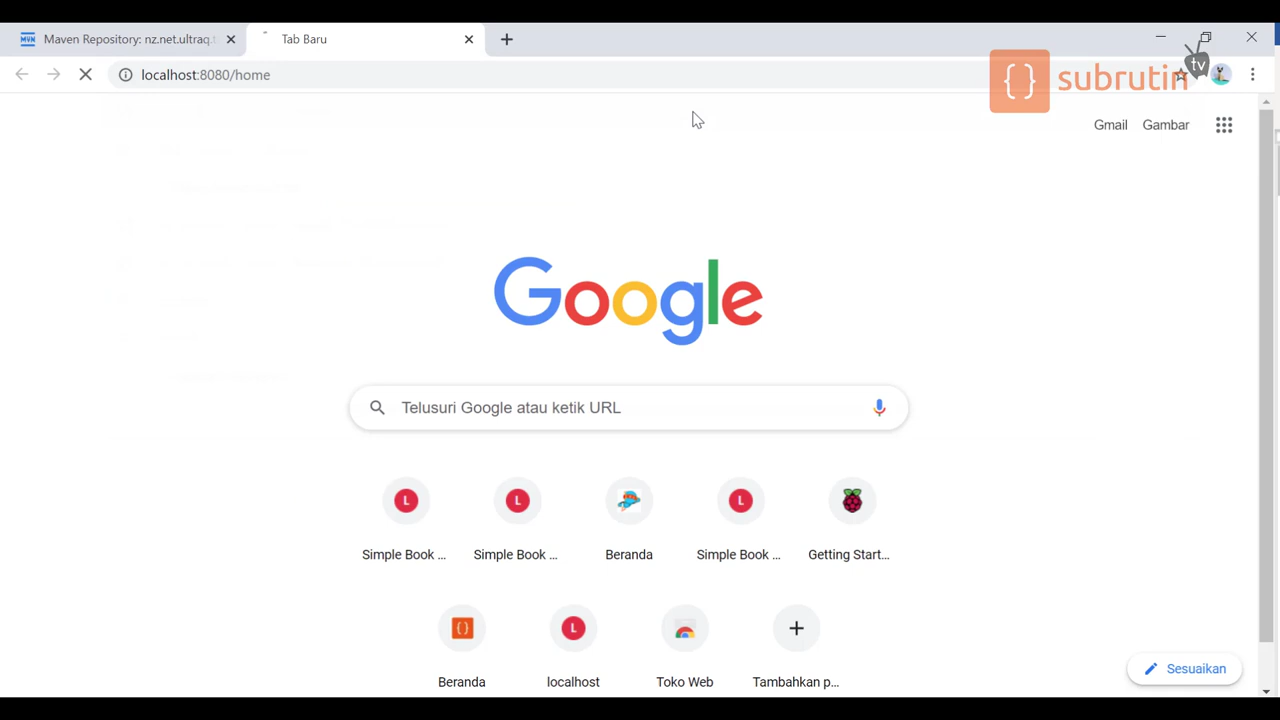 Maven Repository: nz.net.ultraq.t
Tab Baru
localhost:8080/home
{ } subrutin tv
Gmail
Gambar
Google
Telusuri Google atau ketik URL
L
L
L
Simple Book ...
Simple Book ...
Beranda
Simple Book ...
Getting Start...
{}
L
Beranda
localhost
Toko Web
Tambahkan p...
Sesuaikan